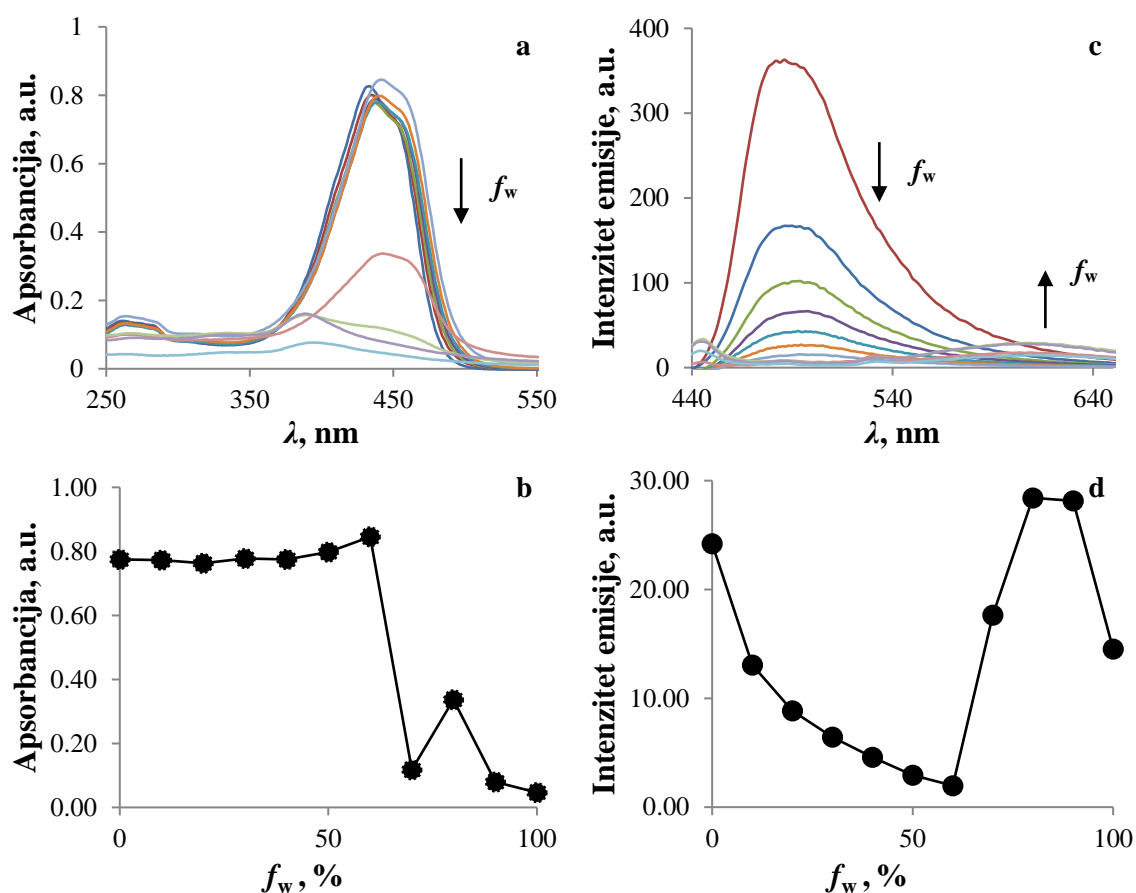 a
Apsorbancija, a.u.
1
0.8
0.6
0.4
0.2
0
250
350
450
550
λ, nm
fw
c
Intenzitet emisije, a.u.
400
300
200
100
0
440
540
640
λ, nm
fw
fw
b
Apsorbancija, a.u.
1.00
0.80
0.60
0.40
0.20
0.00
0
50
100
fw, %
d
Intenzitet emisije, a.u.
30.00
20.00
10.00
0.00
0
50
100
fw, %